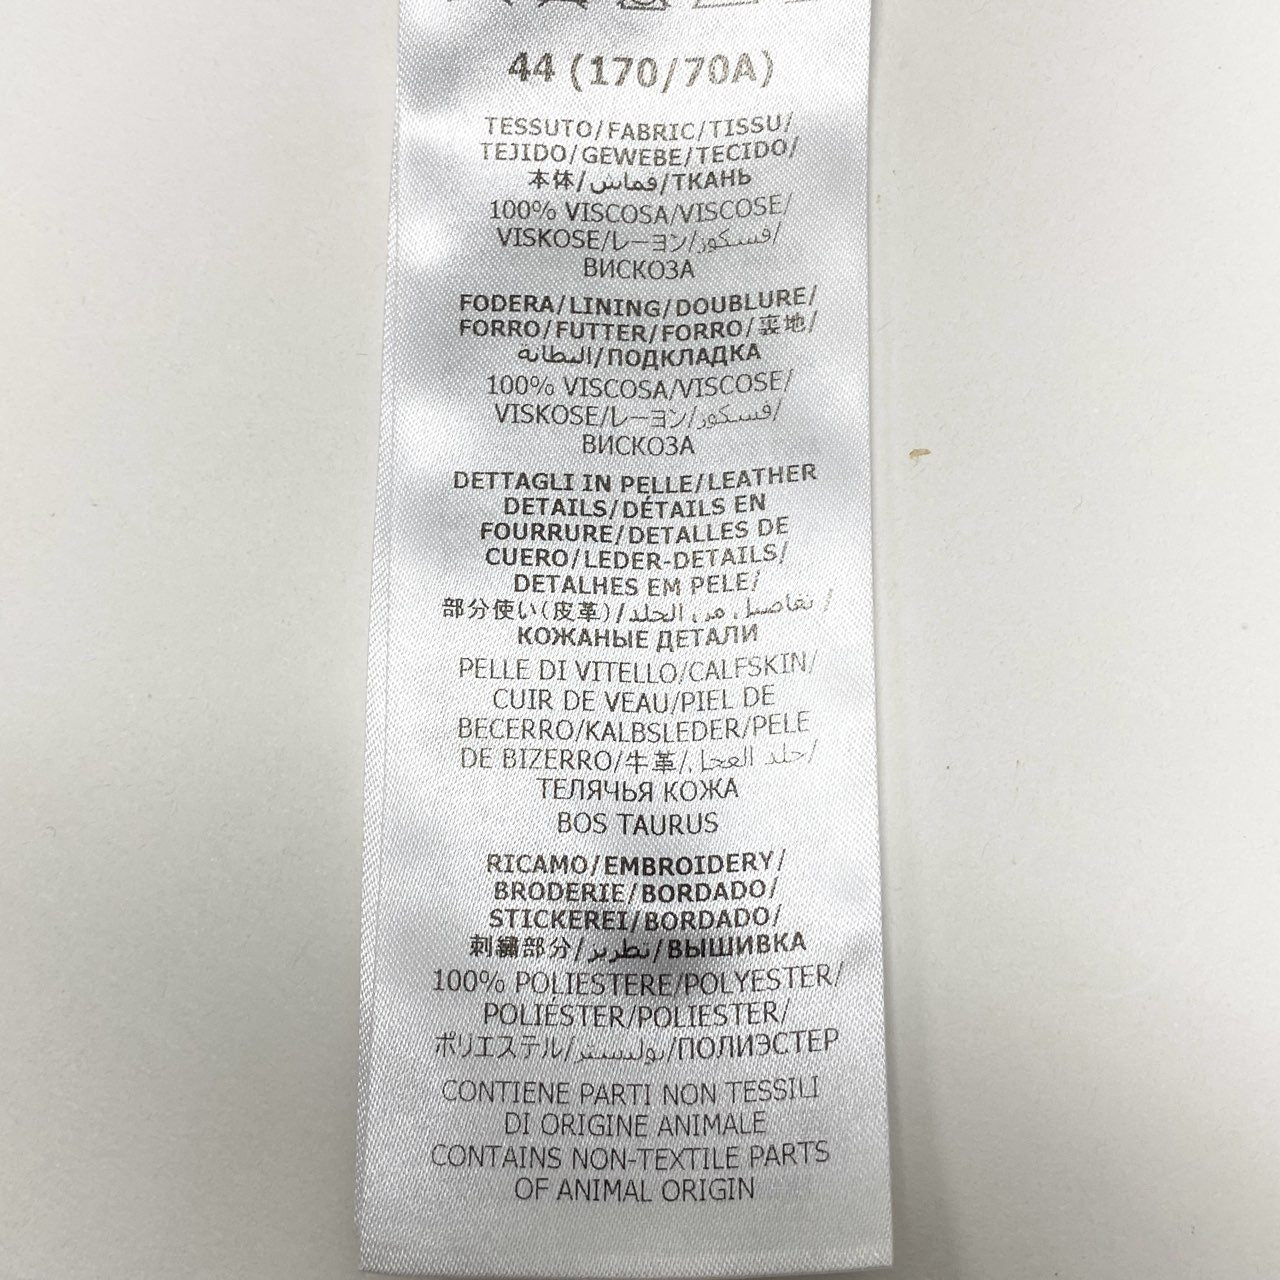 44 (170/70A)
TESSUTO/FABRIC/TISSU/
TEJIDO/GEWEBE/TECIDO/
本体/قماش/ТКАНЬ
100% VISCOSA/VISCOSE/
VISKOSE/レーヨン/فسكوز/
ВИСКОЗА
FODERA/LINING/DOUBLURE/
FORRO/FUTTER/FORRO/裏地/
البطانة/ПОДКЛАДКА
100% VISCOSA/VISCOSE/
VISKOSE/レーヨン/فسكوز/
ВИСКОЗА
DETTAGLI IN PELLE/LEATHER
DETAILS/DÉTAILS EN
FOURRURE/DETALLES DE
CUERO/LEDER-DETAILS/
DETALHES EM PELE/
部分使い(皮革)/تفاصيل من الجلد/
КОЖАНЫЕ ДЕТАЛИ
PELLE DI VITELLO/CALFSKIN/
CUIR DE VEAU/PIEL DE
BECERRO/KALBSLEDER/PELE
DE BIZERRO/牛革/جلد العجل/
ТЕЛЯЧЬЯ КОЖА
BOS TAURUS
RICAMO/EMBROIDERY/
BRODERIE/BORDADO/
STICKEREI/BORDADO/
刺繍部分/تطريز/ВЫШИВКА
100% POLIESTERE/POLYESTER/
POLIÉSTER/POLIESTER/
ポリエステル/بوليستر/ПОЛИЭСТЕР
CONTIENE PARTI NON TESSILI
DI ORIGINE ANIMALE
CONTAINS NON-TEXTILE PARTS
OF ANIMAL ORIGIN